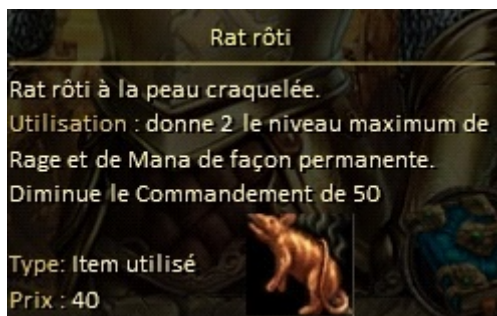 Rat rôti
Rat rôti à la peau craquelée.
Utilisation : donne 2 le niveau maximum de
Rage et de Mana de façon permanente.
Diminue le Commandement de 50
Type: Item utilisé
Prix : 40